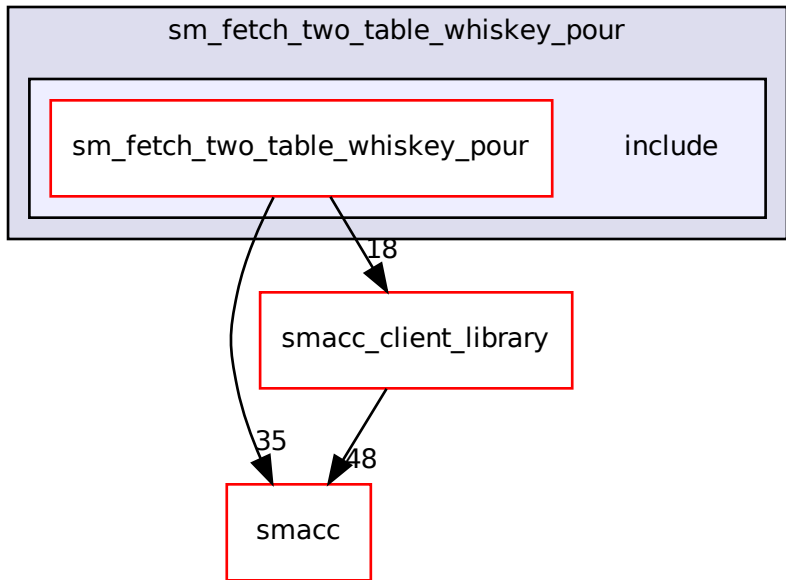 sm_fetch_two_table_whiskey_pour
sm_fetch_two_table_whiskey_pour
include
18
smacc_client_library
35
48
smacc